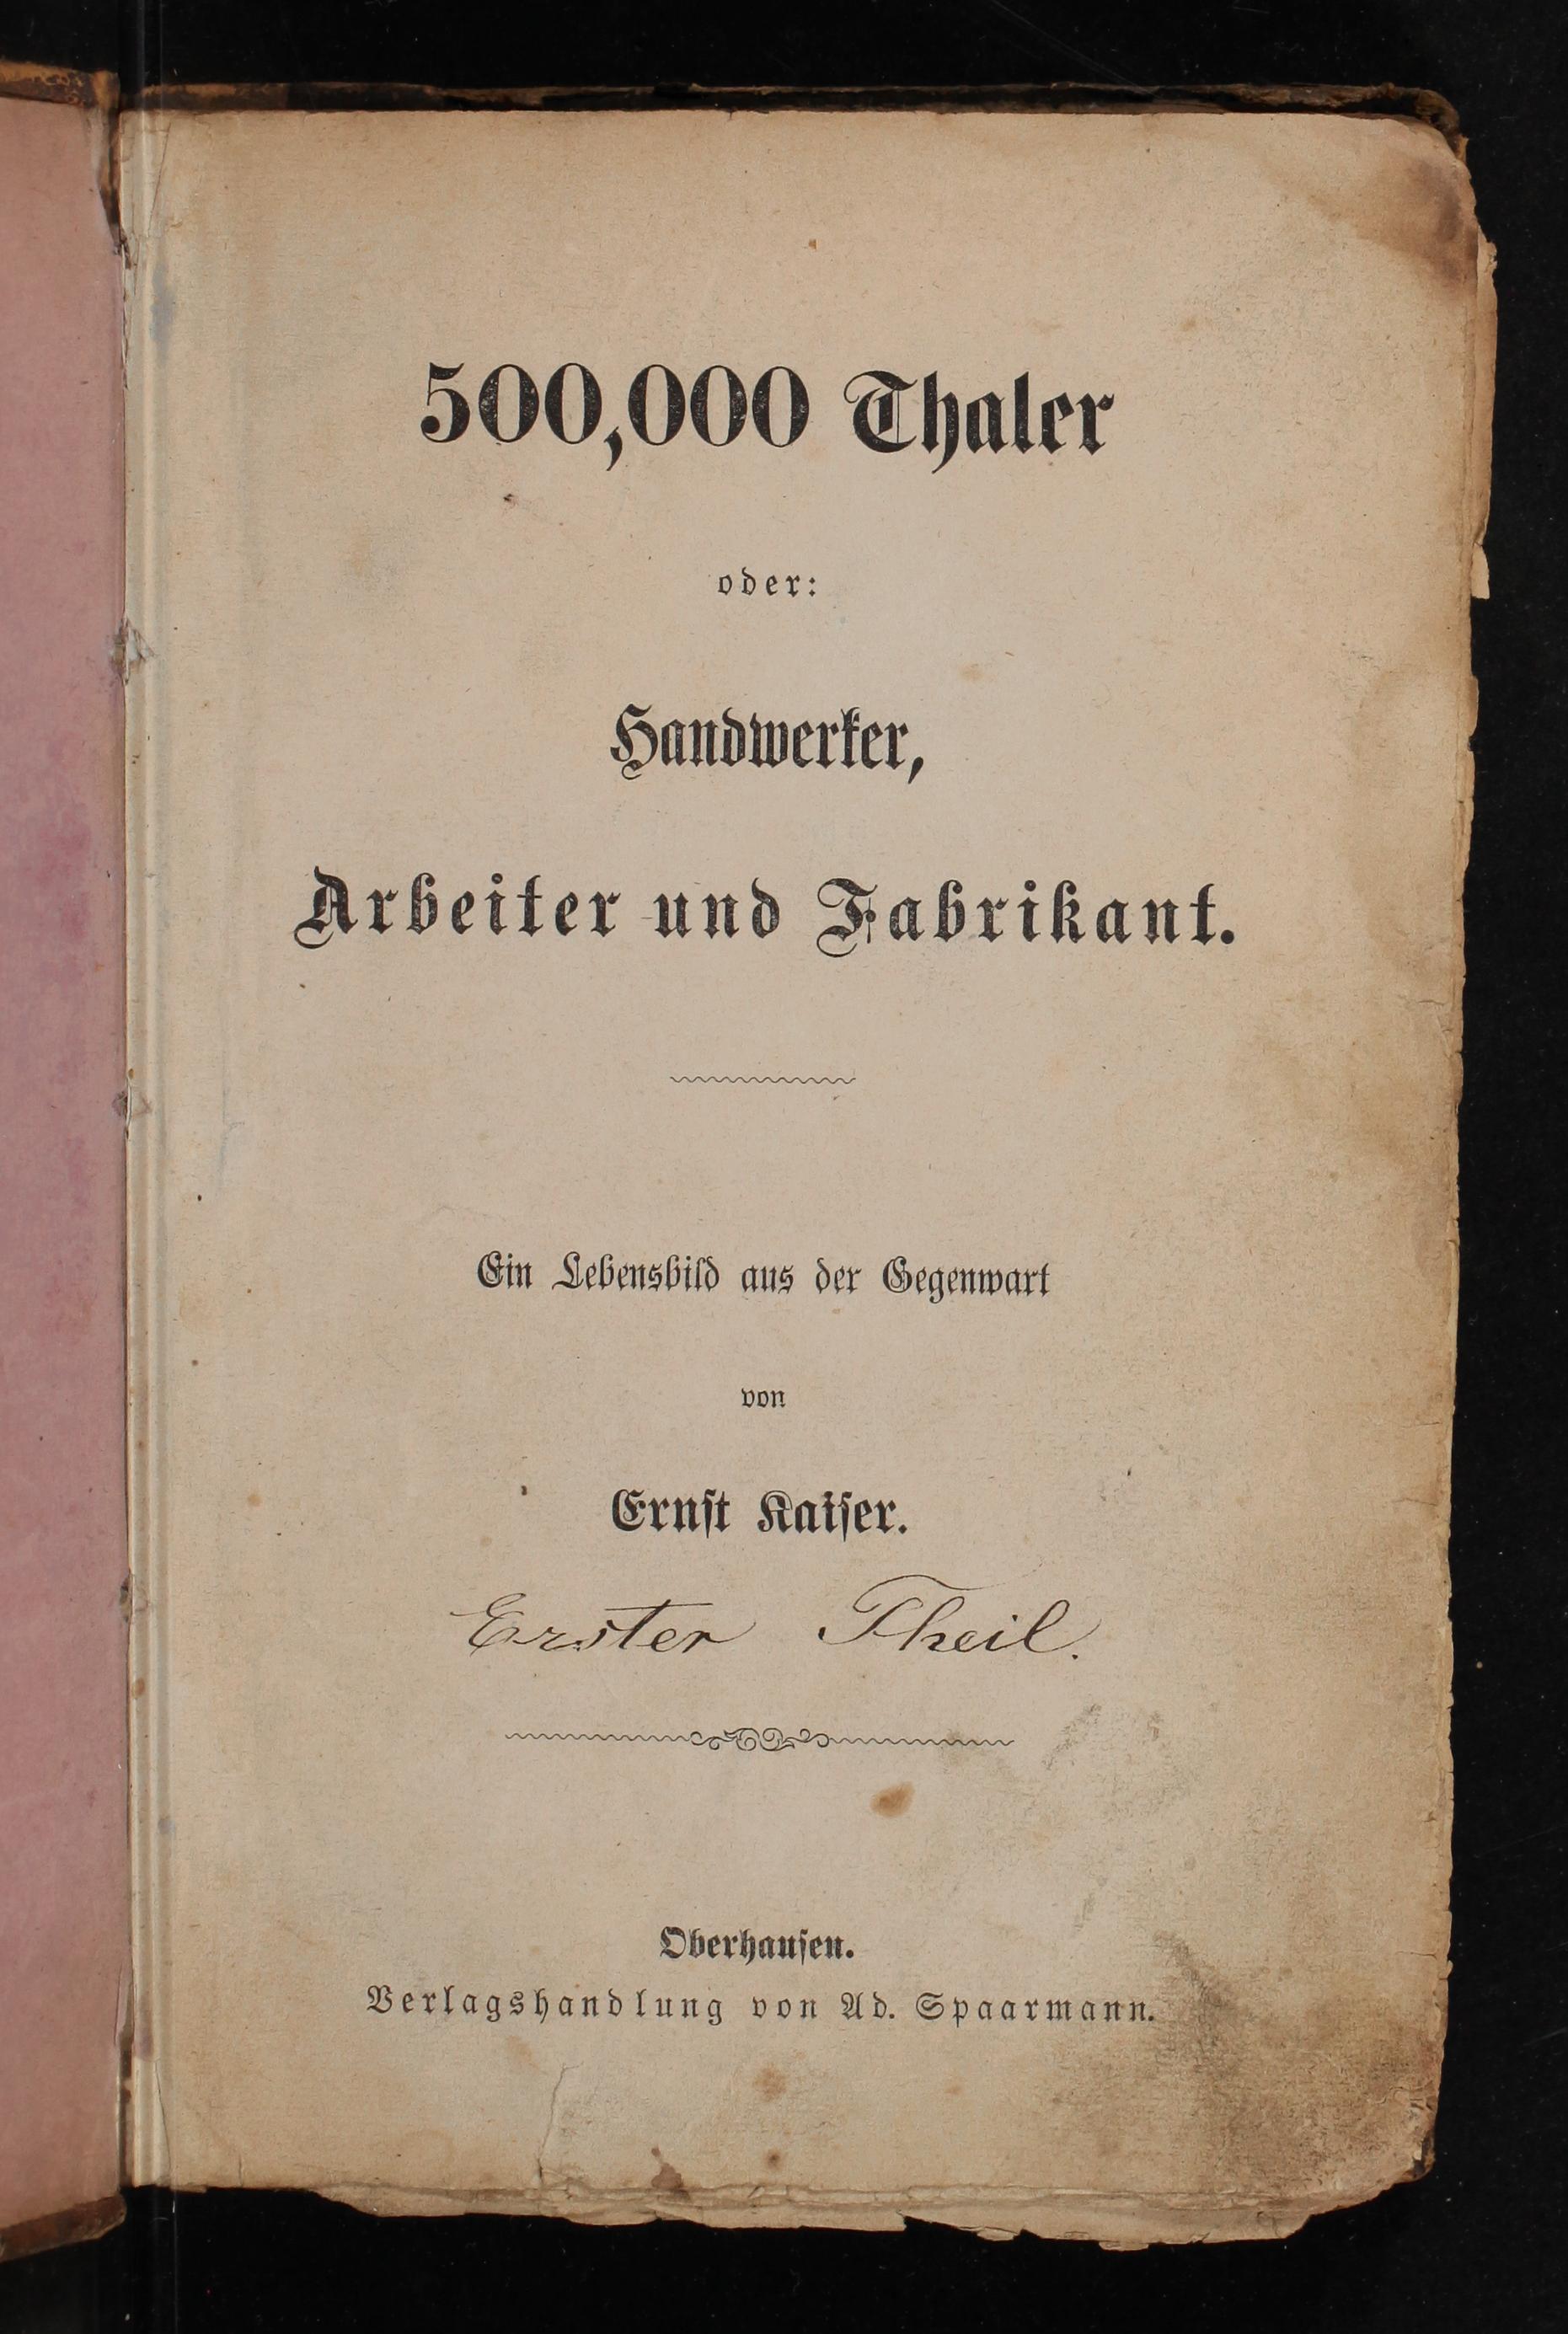 500,000 Thaler
oder:
Handwerker,
Arbeiter und Fabrikant.
Ein Lebensbild aus der Gegenwart
von
Ernſt Kaiſer.
Erster Theil.
Oberhauſen.
Verlagshandlung von Ad. Spaarmann.